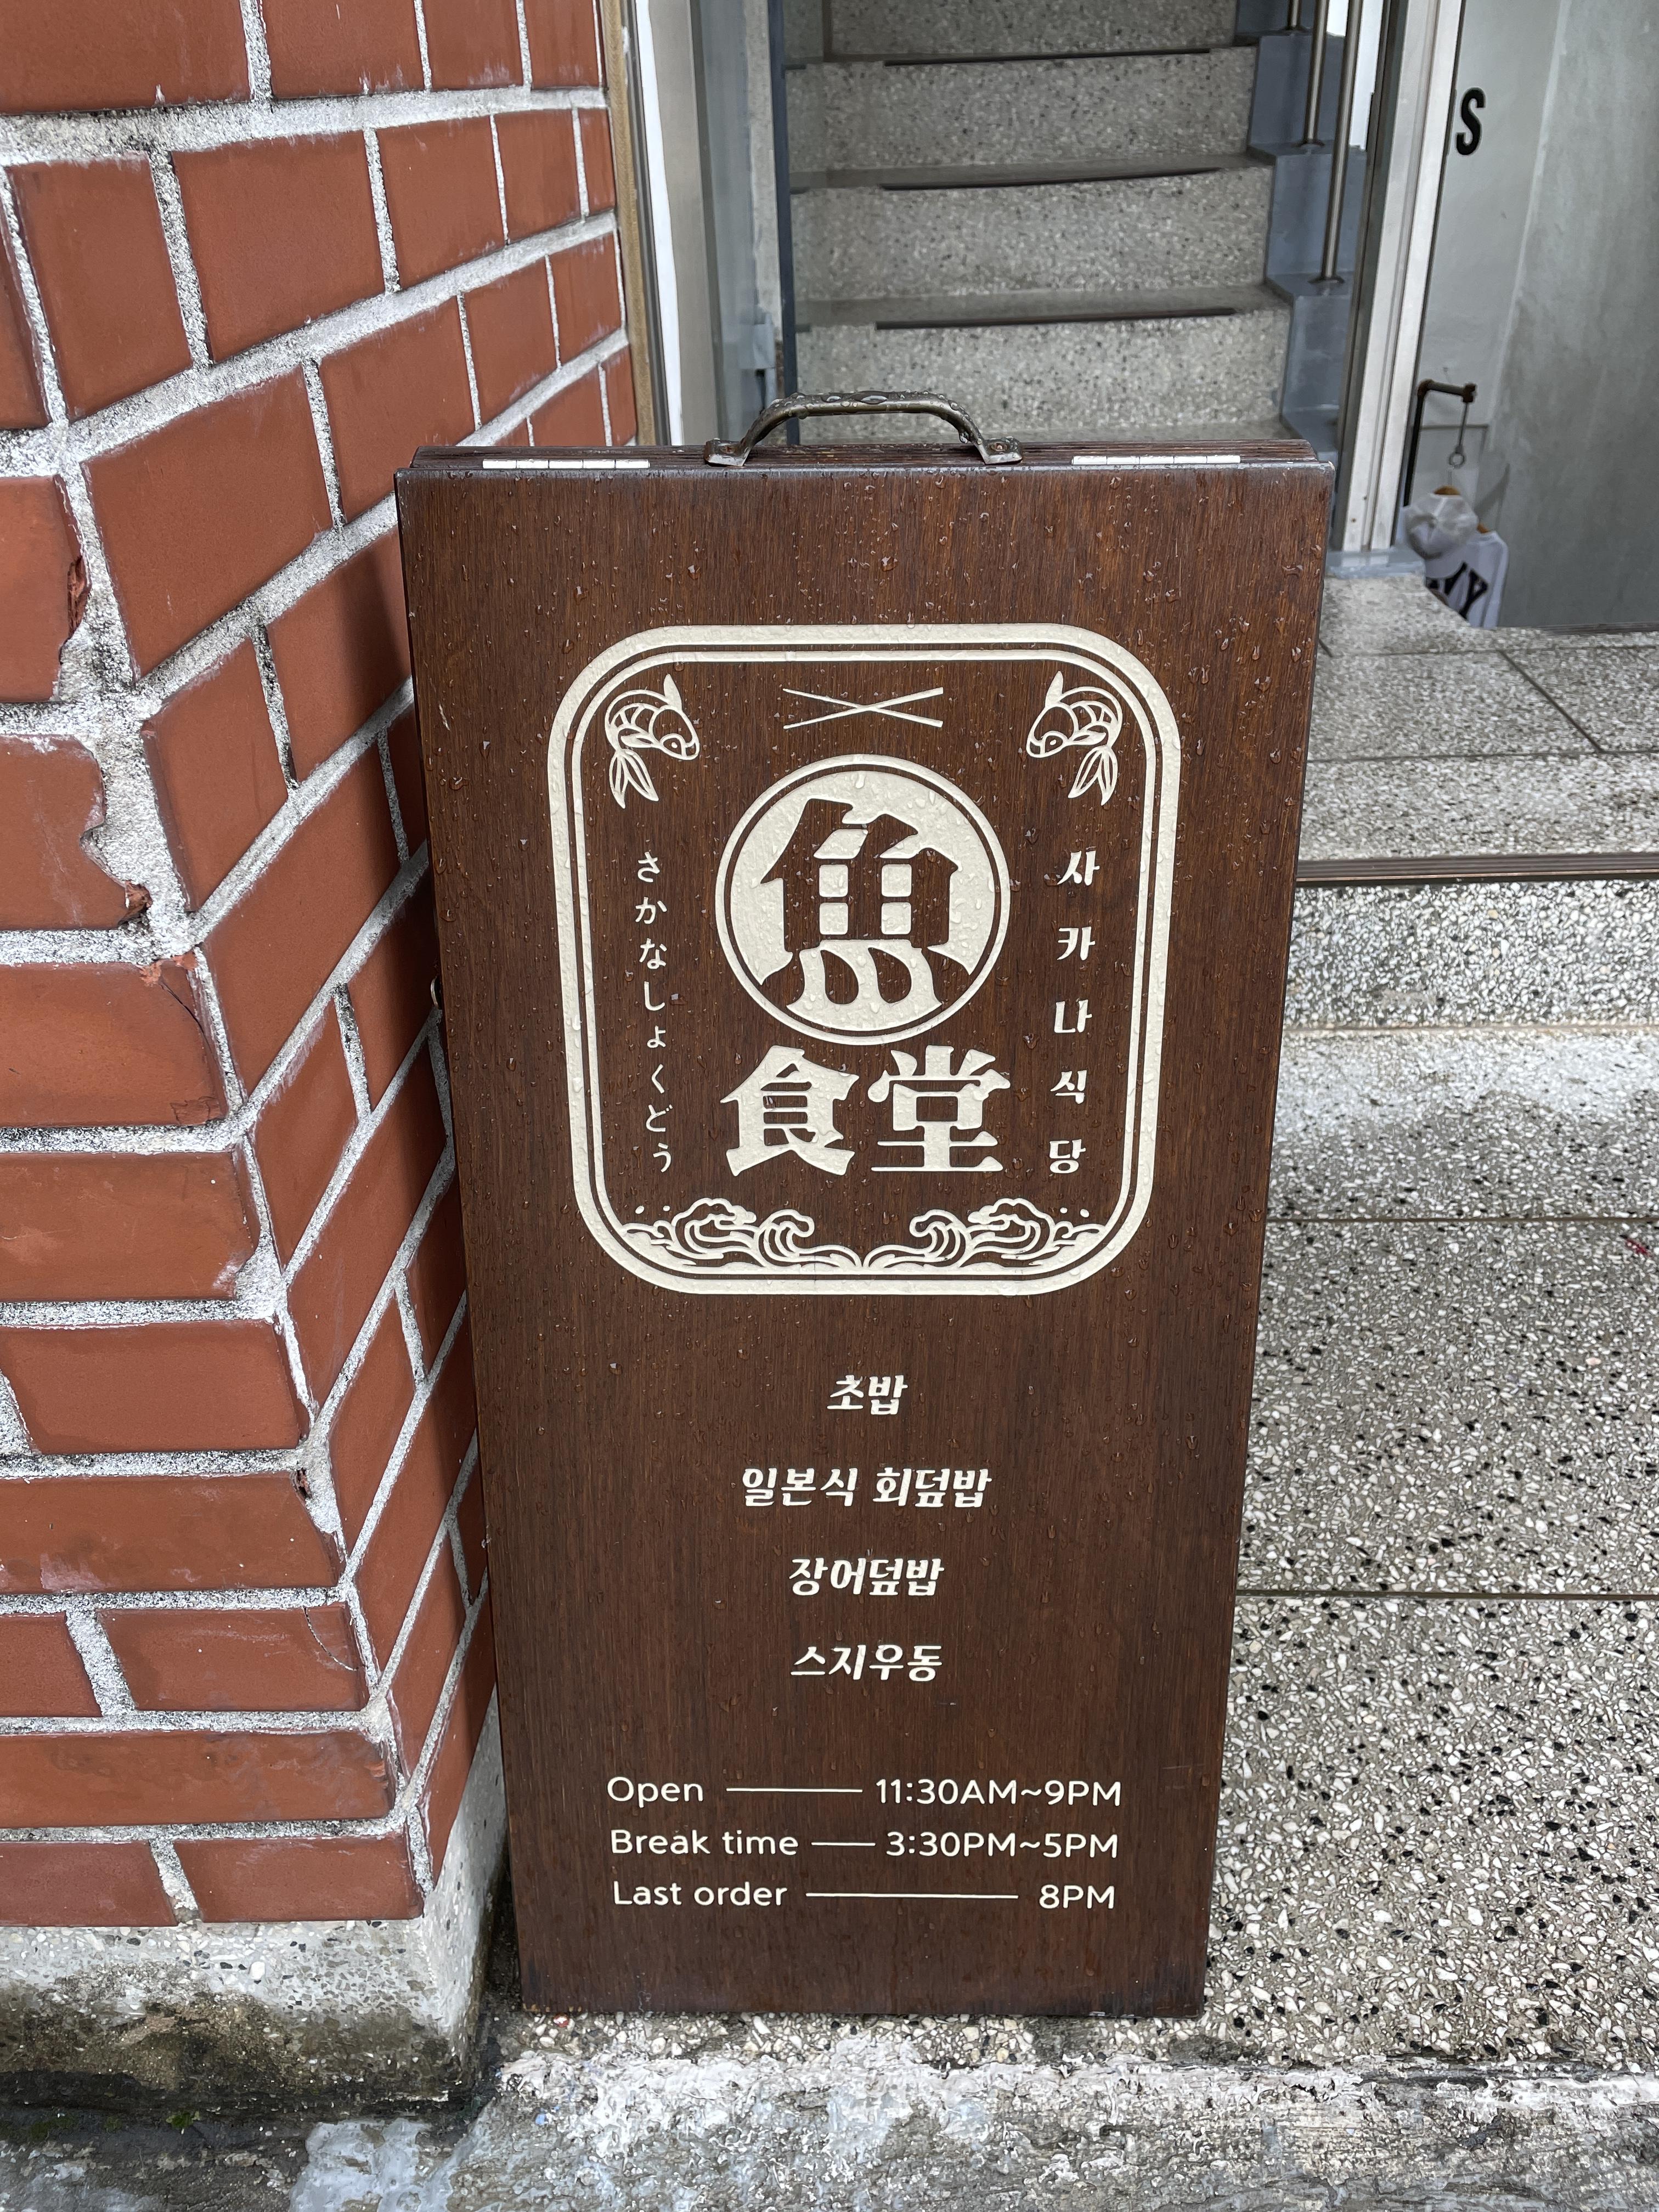 魚
食堂
さかなしょくどう
사카나식당
초밥
일본식 회덮밥
장어덮밥
스지우동
Open 11:30AM~9PM
Break time 3:30PM~5PM
Last order 8PM
S